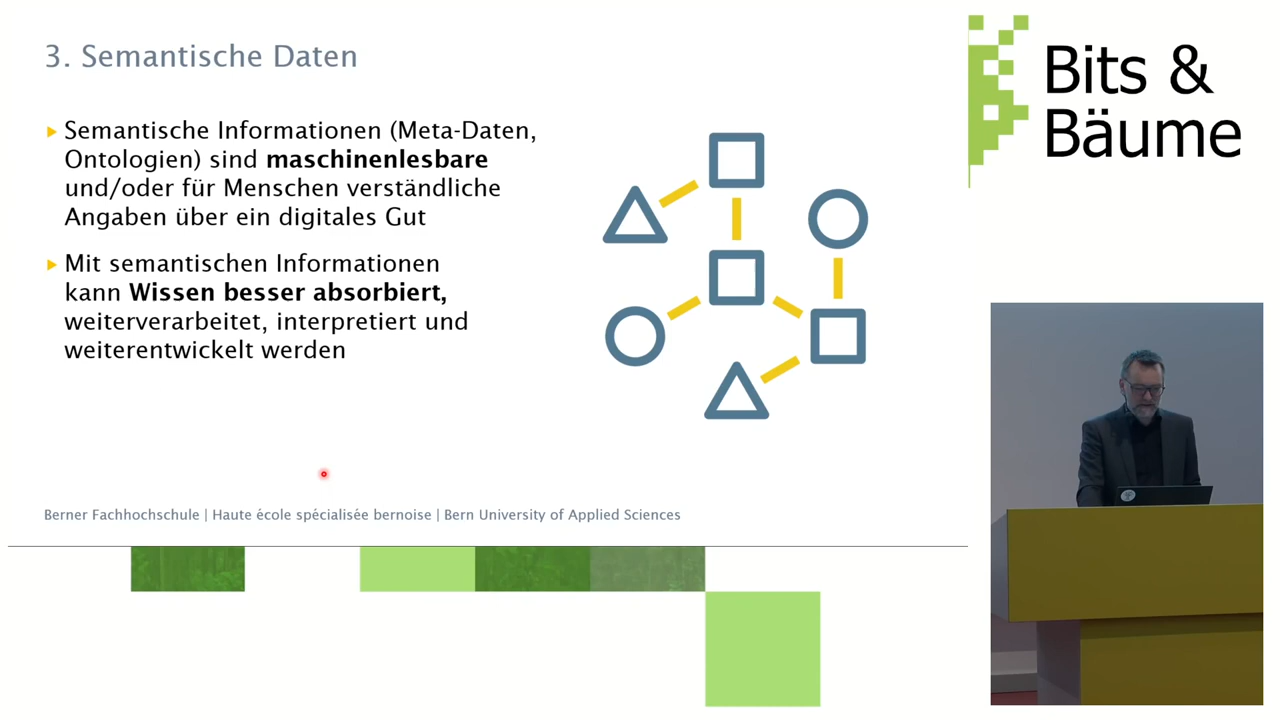 3. Semantische Daten
Semantische Informationen (Meta-Daten,
Ontologien) sind maschinenlesbare
und/oder für Menschen verständliche
Angaben über ein digitales Gut
Mit semantischen Informationen
kann Wissen besser absorbiert,
weiterverarbeitet, interpretiert und
weiterentwickelt werden
Berner Fachhochschule | Haute école spécialisée bernoise | Bern University of Applied Sciences
Bits &
Bäume